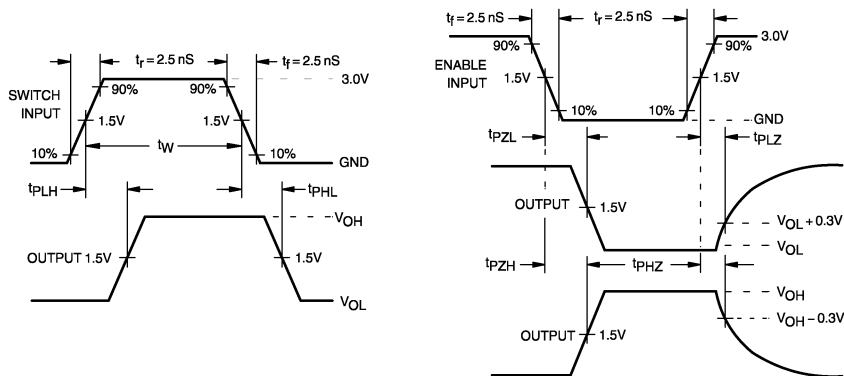 tr = 2.5 nS
tf = 2.5 nS
3.0V
90%
90%
SWITCH
INPUT
1.5V
1.5V
10%
tW
10%
GND
tPLH
tPHL
VOH
OUTPUT 1.5V
1.5V
VOL
tf = 2.5 nS
tr = 2.5 nS
3.0V
90%
90%
ENABLE
INPUT
1.5V
1.5V
10%
10%
GND
tPZL
tPLZ
OUTPUT
1.5V
VOL + 0.3V
VOL
tPZH
tPHZ
VOH
VOH – 0.3V
OUTPUT
1.5V